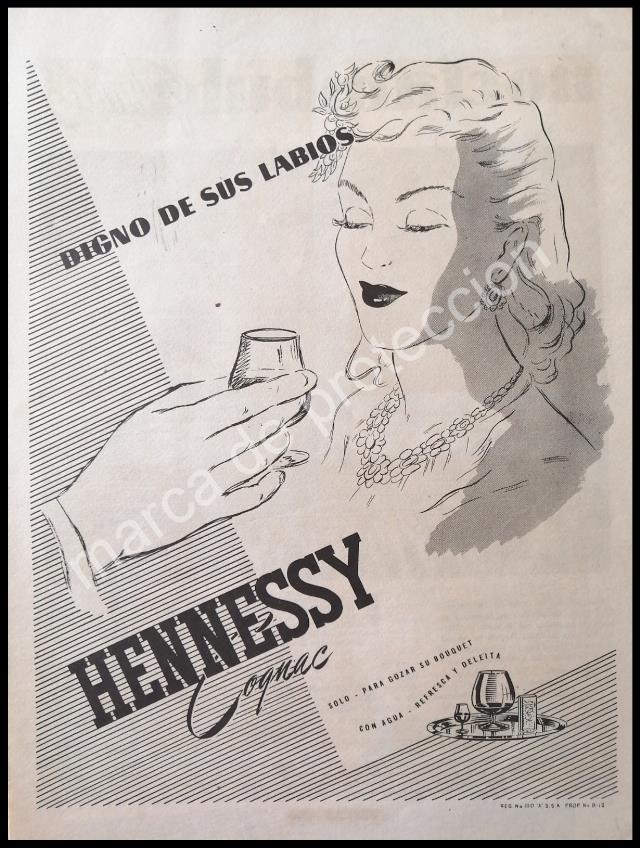 DIGNO DE SUS LABIOS
marca de protección
HENNESSY
Cognac
SOLO - PARA GOZAR SU BOUQUET
CON AGUA - REFRESCA Y DELEITA